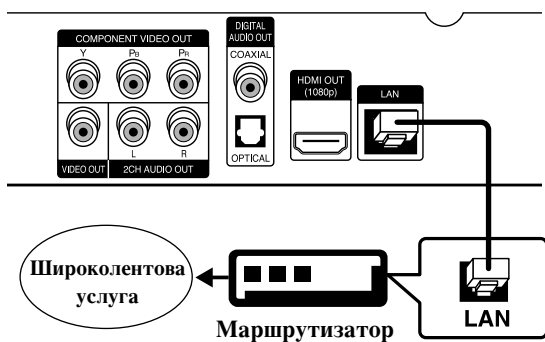 COMPONENT VIDEO OUT
Y PB PR
VIDEO OUT
L R
2CH AUDIO OUT
DIGITAL
AUDIO OUT
COAXIAL
OPTICAL
HDMI OUT
(1080p)
LAN
Широколентова
услуга
Маршрутизатор
LAN